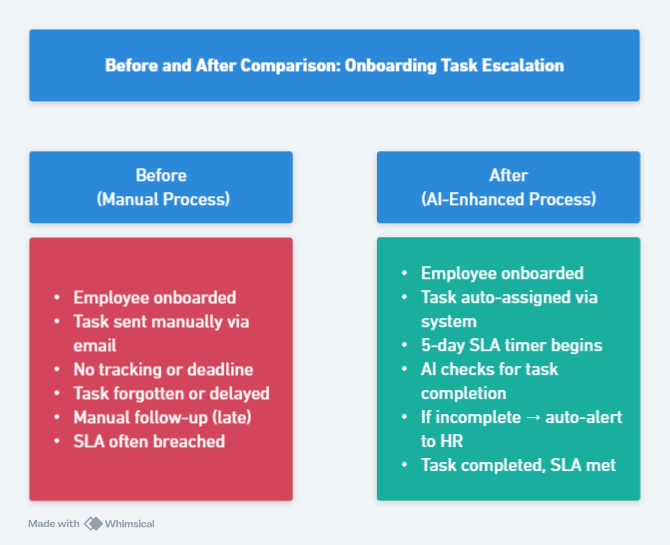 Before and After Comparison: Onboarding Task Escalation
Before
(Manual Process)
After
(AI-Enhanced Process)
• Employee onboarded
• Task sent manually via
email
• No tracking or deadline
• Task forgotten or delayed
• Manual follow-up (late)
• SLA often breached
• Employee onboarded
• Task auto-assigned via
system
• 5-day SLA timer begins
• AI checks for task
completion
• If incomplete → auto-alert
to HR
• Task completed, SLA met
Made with Whimsical